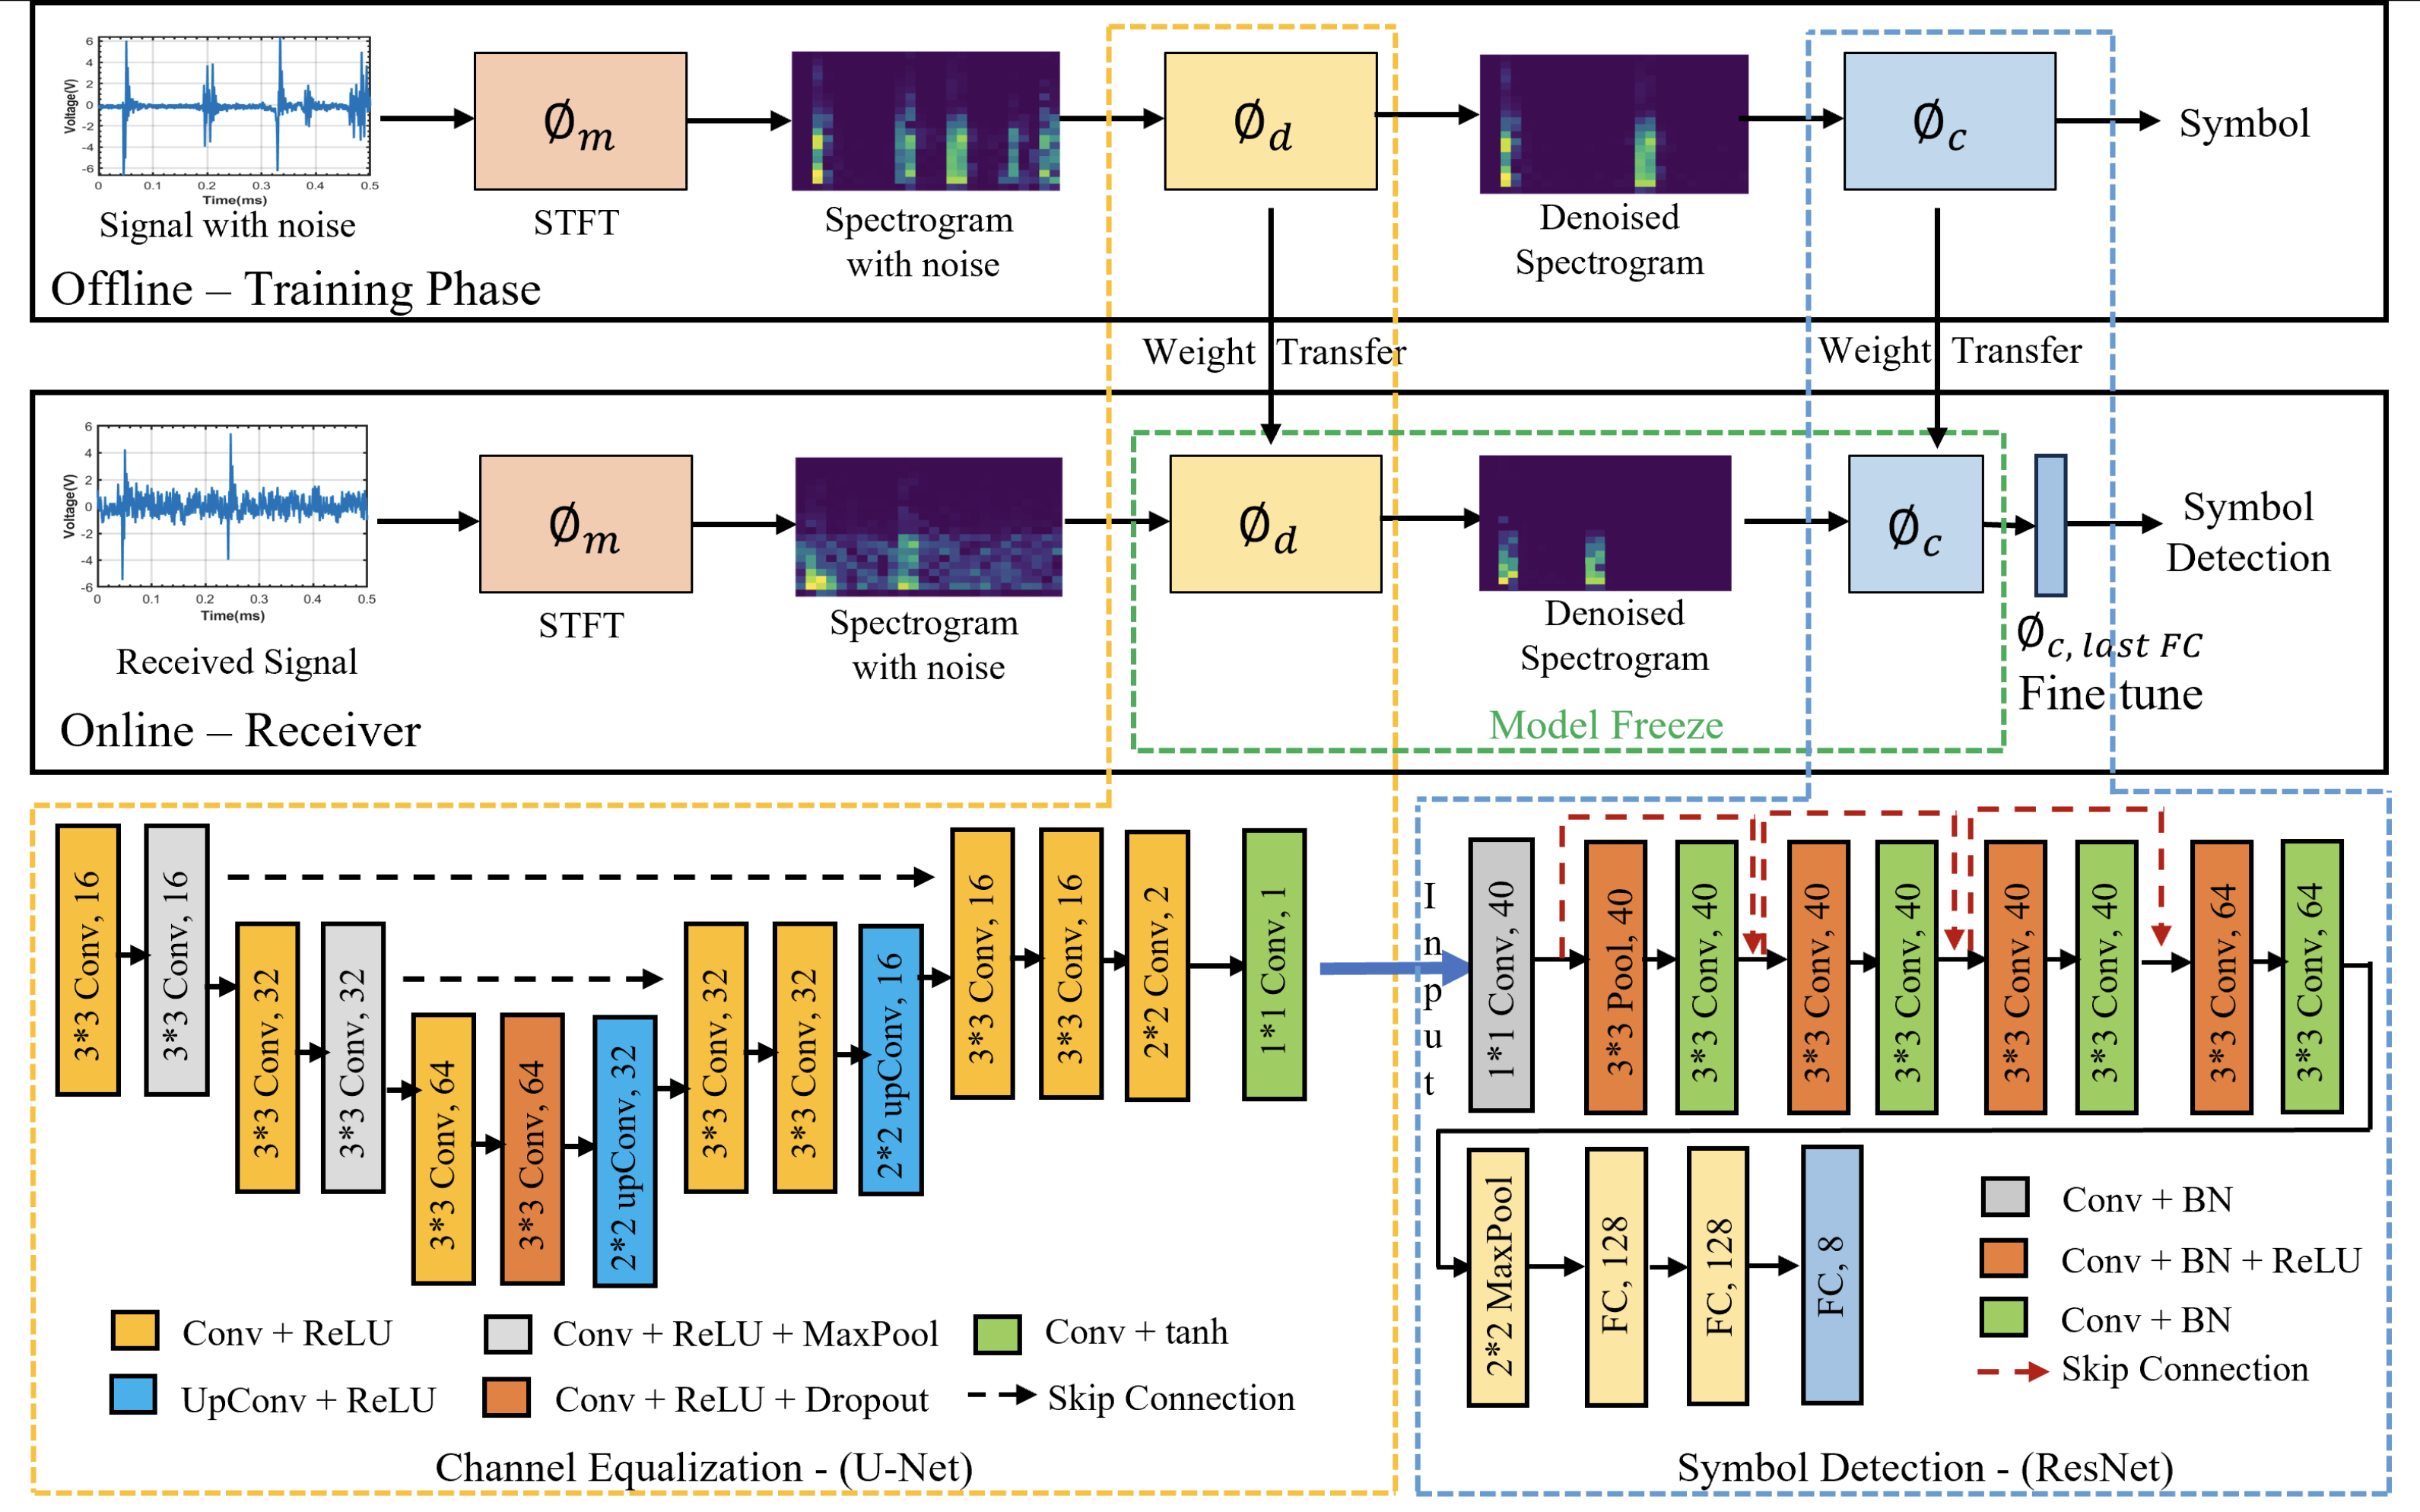 6
4
2
0
-2
-4
-6
Voltage(V)
0 0.1 0.2 0.3 0.4 0.5
Time(ms)
Signal with noise
∅m
STFT
Spectrogram
with noise
∅d
Denoised
Spectrogram
∅c
Symbol
Offline – Training Phase
Weight Transfer
Weight Transfer
6
4
2
0
-2
-4
-6
Voltage(V)
0 0.1 0.2 0.3 0.4 0.5
Time(ms)
Received Signal
∅m
STFT
Spectrogram
with noise
∅d
Denoised
Spectrogram
∅c
Symbol
Detection
∅c, last FC
Fine tune
Model Freeze
Online – Receiver
3*3 Conv, 16
3*3 Conv, 16
3*3 Conv, 32
3*3 Conv, 32
3*3 Conv, 64
3*3 Conv, 64
2*2 upConv, 32
3*3 Conv, 32
3*3 Conv, 32
2*2 upConv, 16
3*3 Conv, 16
3*3 Conv, 16
2*2 Conv, 2
1*1 Conv, 1
Conv + ReLU
Conv + ReLU + MaxPool
Conv + tanh
UpConv + ReLU
Conv + ReLU + Dropout
Skip Connection
Channel Equalization - (U-Net)
Input
1*1 Conv, 40
3*3 Pool, 40
3*3 Conv, 40
3*3 Conv, 40
3*3 Conv, 40
3*3 Conv, 40
3*3 Conv, 40
3*3 Conv, 64
3*3 Conv, 64
2*2 MaxPool
FC, 128
FC, 128
FC, 8
Conv + BN
Conv + BN + ReLU
Conv + BN
Skip Connection
Symbol Detection - (ResNet)